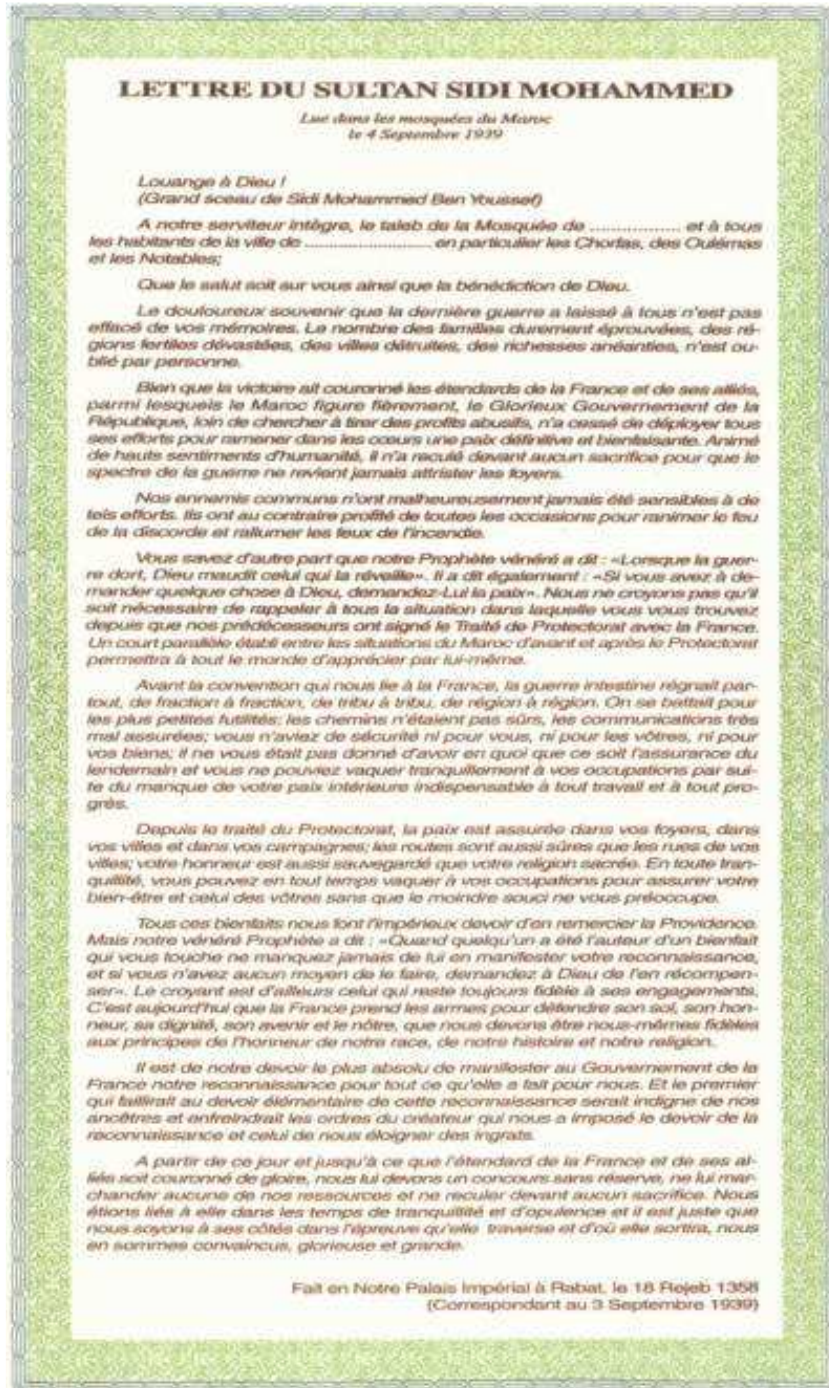 LETTRE DU SULTAN SIDI MOHAMMED
Lue dans les mosquées du Maroc
le 4 Septembre 1939
Louange à Dieu !
(Grand sceau de Sidi Mohammed Ben Youssef)
A notre serviteur intègre, le taleb de la Mosquée de .................. et à tous
les habitants de la ville de ......................... en particulier les Chorfas, des Oulémas
et les Notables;
Que le salut soit sur vous ainsi que la bénédiction de Dieu.
Le douloureux souvenir que la dernière guerre a laissé à tous n'est pas
effacé de vos mémoires. Le nombre des familles durement éprouvées, des ré-
gions fertiles dévastées, des villes détruites, des richesses anéanties, n'est ou-
blié par personne.
Bien que la victoire ait couronné les étendards de la France et de ses alliés,
parmi lesquels le Maroc figure fièrement, le Glorieux Gouvernement de la
République, loin de chercher à tirer des profits abusifs, n'a cessé de déployer tous
ses efforts pour ramener dans les cœurs une paix définitive et bienfaisante. Animé
de hauts sentiments d'humanité, il n'a reculé devant aucun sacrifice pour que le
spectre de la guerre ne revient jamais attrister les foyers.
Nos ennemis communs n'ont malheureusement jamais été sensibles à de
tels efforts. Ils ont au contraire profité de toutes les occasions pour ranimer le feu
de la discorde et rallumer les feux de l'incendie.
Vous savez d'autre part que notre Prophète vénéré a dit : «Lorsque la guer-
re dort, Dieu maudit celui qui la réveille». Il a dit également : «Si vous avez à de-
mander quelque chose à Dieu, demandez-Lui la paix». Nous ne croyons pas qu'il
soit nécessaire de rappeler à tous la situation dans laquelle vous vous trouvez
depuis que nos prédécesseurs ont signé le Traité de Protectorat avec la France.
Un court parallèle établi entre les situations du Maroc d'avant et après le Protectorat
permettra à tout le monde d'apprécier par lui-même.
Avant la convention qui nous lie à la France, la guerre intestine régnait par-
tout, de fraction à fraction, de tribu à tribu, de région à région. On se battait pour
les plus petites futilités: les chemins n'étaient pas sûrs, les communications très
mal assurées; vous n'aviez de sécurité ni pour vous, ni pour les vôtres, ni pour
vos biens; il ne vous était pas donné d'avoir en quoi que ce soit l'assurance du
lendemain et vous ne pouviez vaquer tranquillement à vos occupations par sui-
te du manque de votre paix intérieure indispensable à tout travail et à tout pro-
grès.
Depuis le traité du Protectorat, la paix est assurée dans vos foyers, dans
vos villes et dans vos campagnes; les routes sont aussi sûres que les rues de vos
villes; votre honneur est aussi sauvegardé que votre religion sacrée. En toute tran-
quillité, vous pouvez en tout temps vaquer à vos occupations pour assurer votre
bien-être et celui des vôtres sans que le moindre souci ne vous préoccupe.
Tous ces bienfaits nous font l'impérieux devoir d'en remercier la Providence.
Mais notre vénéré Prophète a dit : «Quand quelqu'un a été l'auteur d'un bienfait
qui vous touche ne manquez jamais de lui en manifester votre reconnaissance,
et si vous n'avez aucun moyen de le faire, demandez à Dieu de l'en récompen-
ser». Le croyant est d'ailleurs celui qui reste toujours fidèle à ses engagements.
C'est aujourd'hui que la France prend les armes pour défendre son sol, son hon-
neur, sa dignité, son avenir et le nôtre, que nous devons être nous-mêmes fidèles
aux principes de l'honneur de notre race, de notre histoire et notre religion.
Il est de notre devoir le plus absolu de manifester au Gouvernement de la
France notre reconnaissance pour tout ce qu'elle a fait pour nous. Et le premier
qui faillirait au devoir élémentaire de cette reconnaissance serait indigne de nos
ancêtres et enfreindrait les ordres du créateur qui nous a imposé le devoir de la
reconnaissance et celui de nous éloigner des ingrats.
A partir de ce jour et jusqu'à ce que l'étendard de la France et de ses al-
liés soit couronné de gloire, nous lui devons un concours sans réserve, ne lui mar-
chander aucune de nos ressources et ne reculer devant aucun sacrifice. Nous
étions liés à elle dans les temps de tranquillité et d'opulence et il est juste que
nous soyons à ses côtés dans l'épreuve qu'elle traverse et d'où elle sortira, nous
en sommes convaincus, glorieuse et grande.
Fait en Notre Palais Impérial à Rabat, le 18 Rejeb 1358
(Correspondant au 3 Septembre 1939)